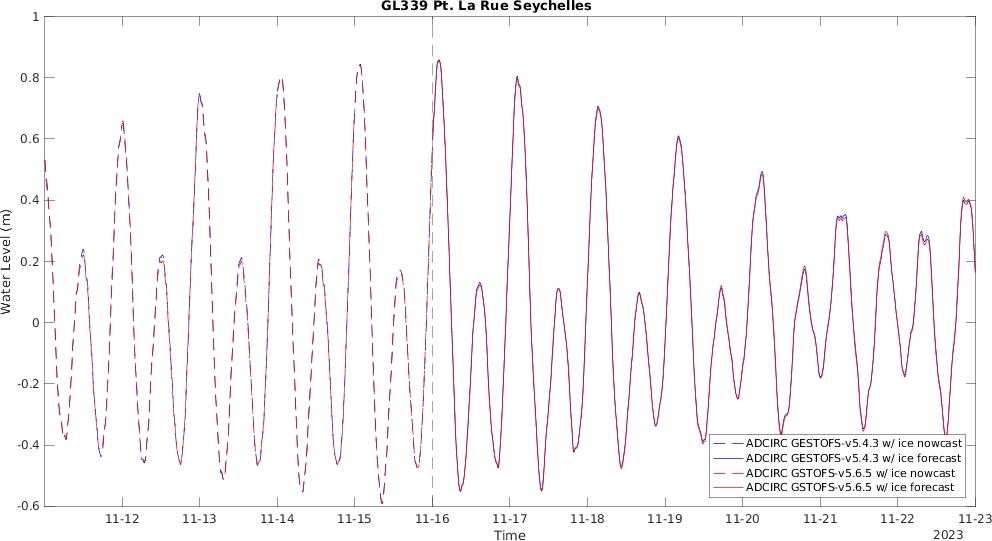 GL339 Pt. La Rue Seychelles
1
0.8
0.6
0.4
0.2
0
-0.2
-0.4
-0.6
Water Level (m)
11-12 11-13 11-14 11-15 11-16 11-17 11-18 11-19 11-20 11-21 11-22 11-23
2023
Time
ADCIRC GESTOFS-v5.4.3 w/ ice nowcast
ADCIRC GESTOFS-v5.4.3 w/ ice forecast
ADCIRC GSTOFS-v5.6.5 w/ ice nowcast
ADCIRC GSTOFS-v5.6.5 w/ ice forecast